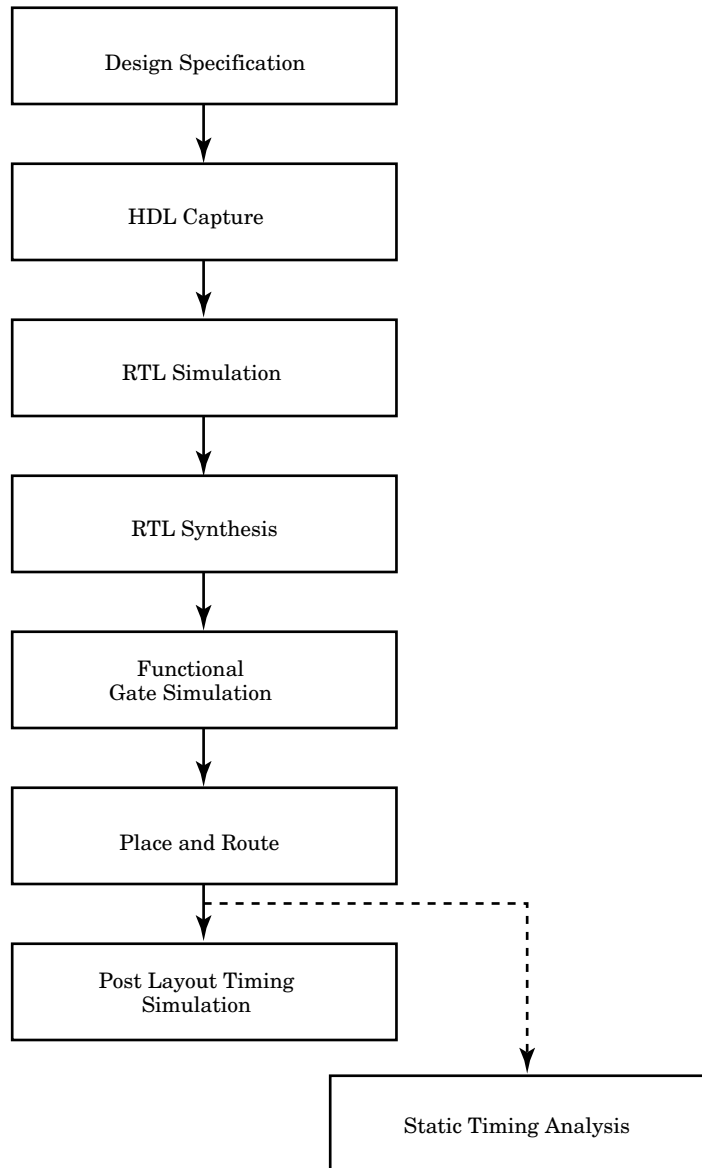 Design Specification
HDL Capture
RTL Simulation
RTL Synthesis
Functional
Gate Simulation
Place and Route
Post Layout Timing
Simulation
Static Timing Analysis